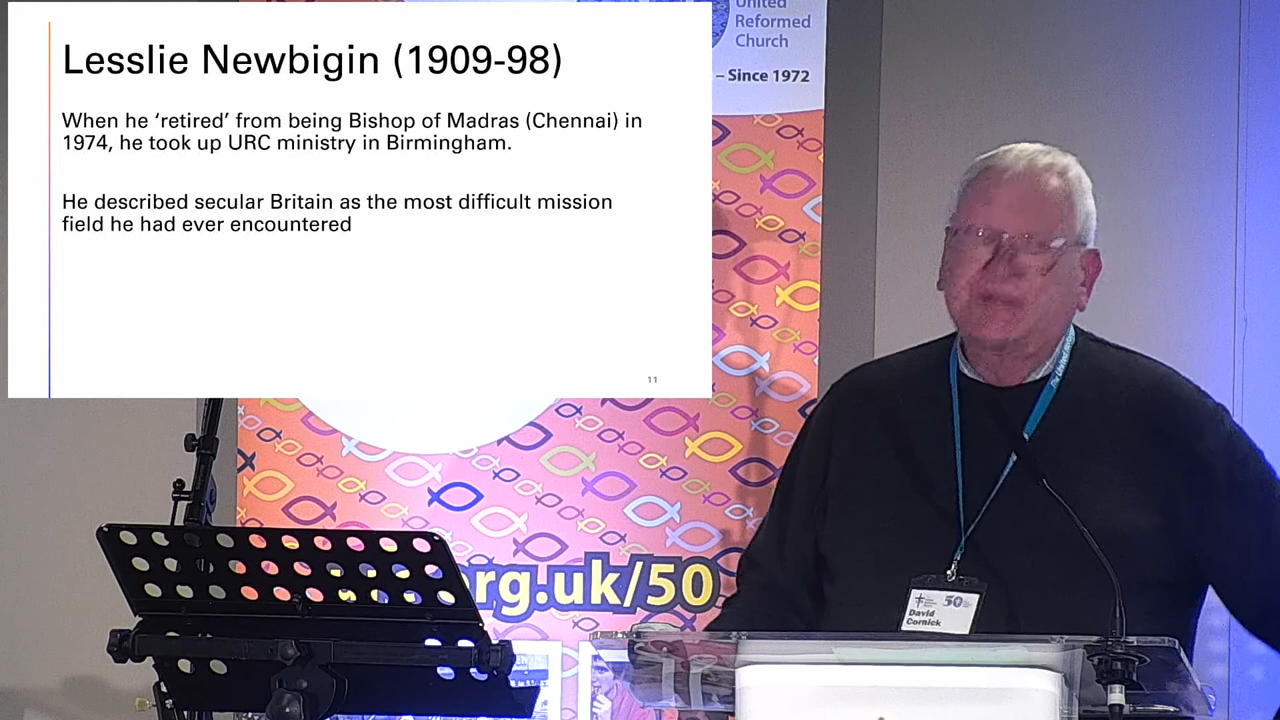 Lesslie Newbigin (1909-98)
When he ‘retired’ from being Bishop of Madras (Chennai) in
1974, he took up URC ministry in Birmingham.
He described secular Britain as the most difficult mission
field he had ever encountered
11
United
Reformed
Church
– Since 1972
rg.uk/50
50
David
Cornick
The United